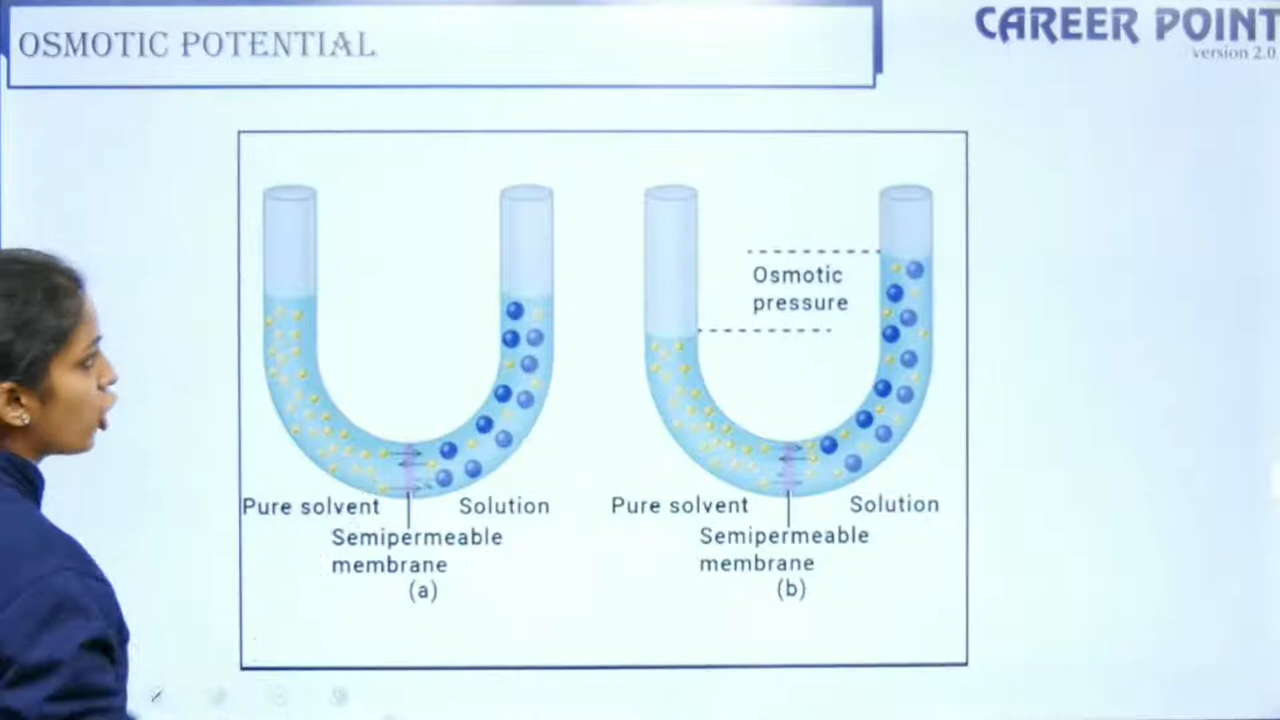 OSMOTIC POTENTIAL
CAREER POINT
version 2.0
Osmotic
pressure
Pure solvent
Solution
Semipermeable
membrane
(a)
Pure solvent
Solution
Semipermeable
membrane
(b)